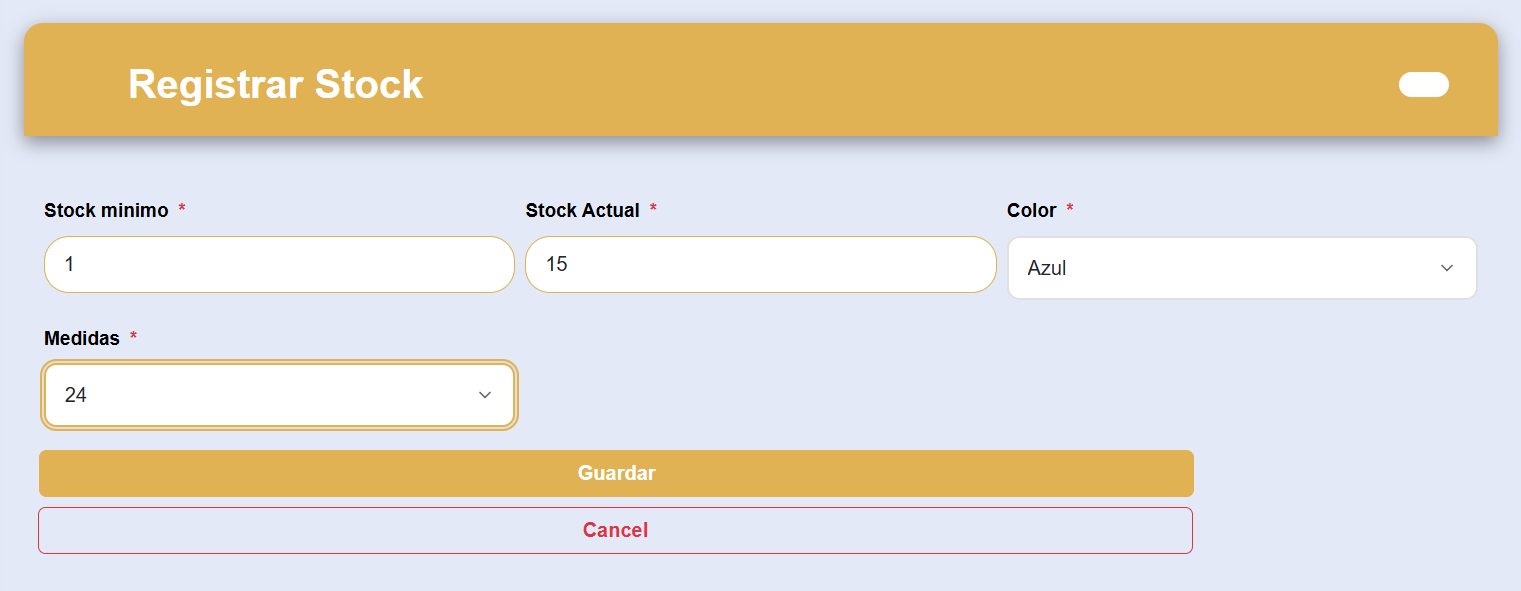 Registrar Stock
Stock minimo *
Stock Actual *
Color *
1
15
Azul
Medidas *
24
Guardar
Cancel